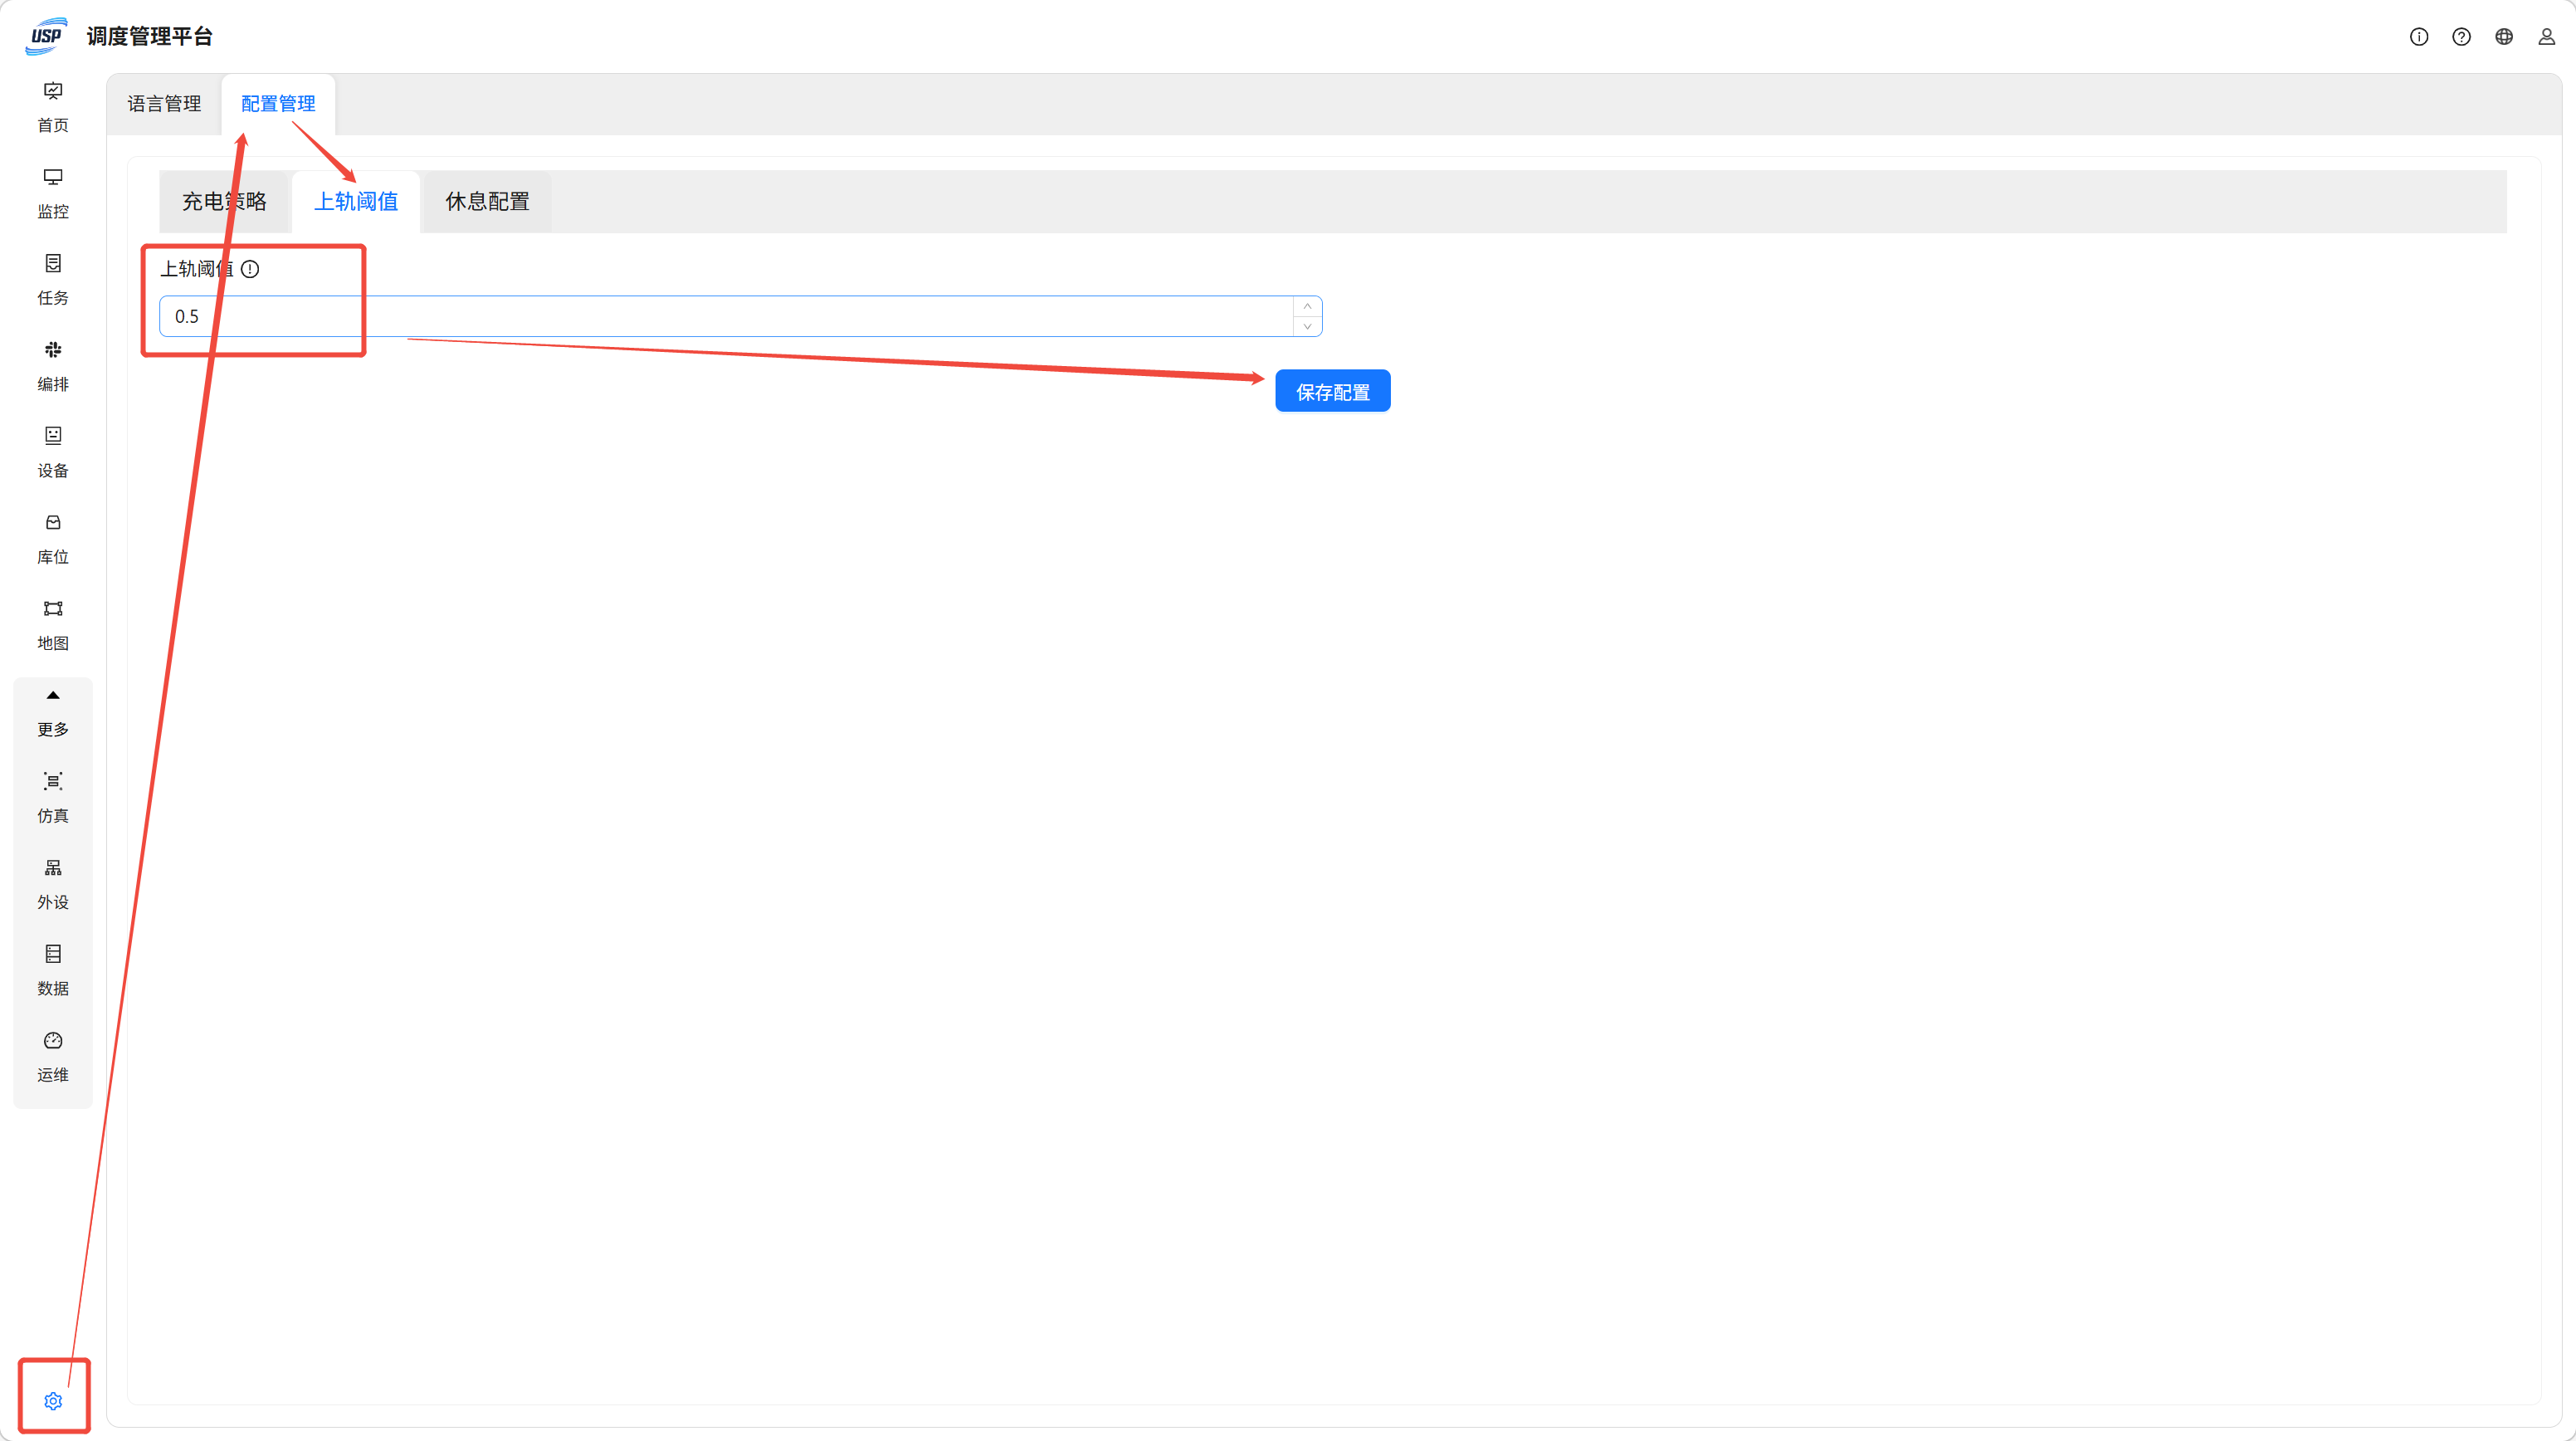 USP 调度管理平台
首页
监控
任务
编排
设备
库位
地图
更多
仿真
外设
数据
运维
语言管理 配置管理
充电策略 上轨阈值 休息配置
上轨阈值
0.5
保存配置